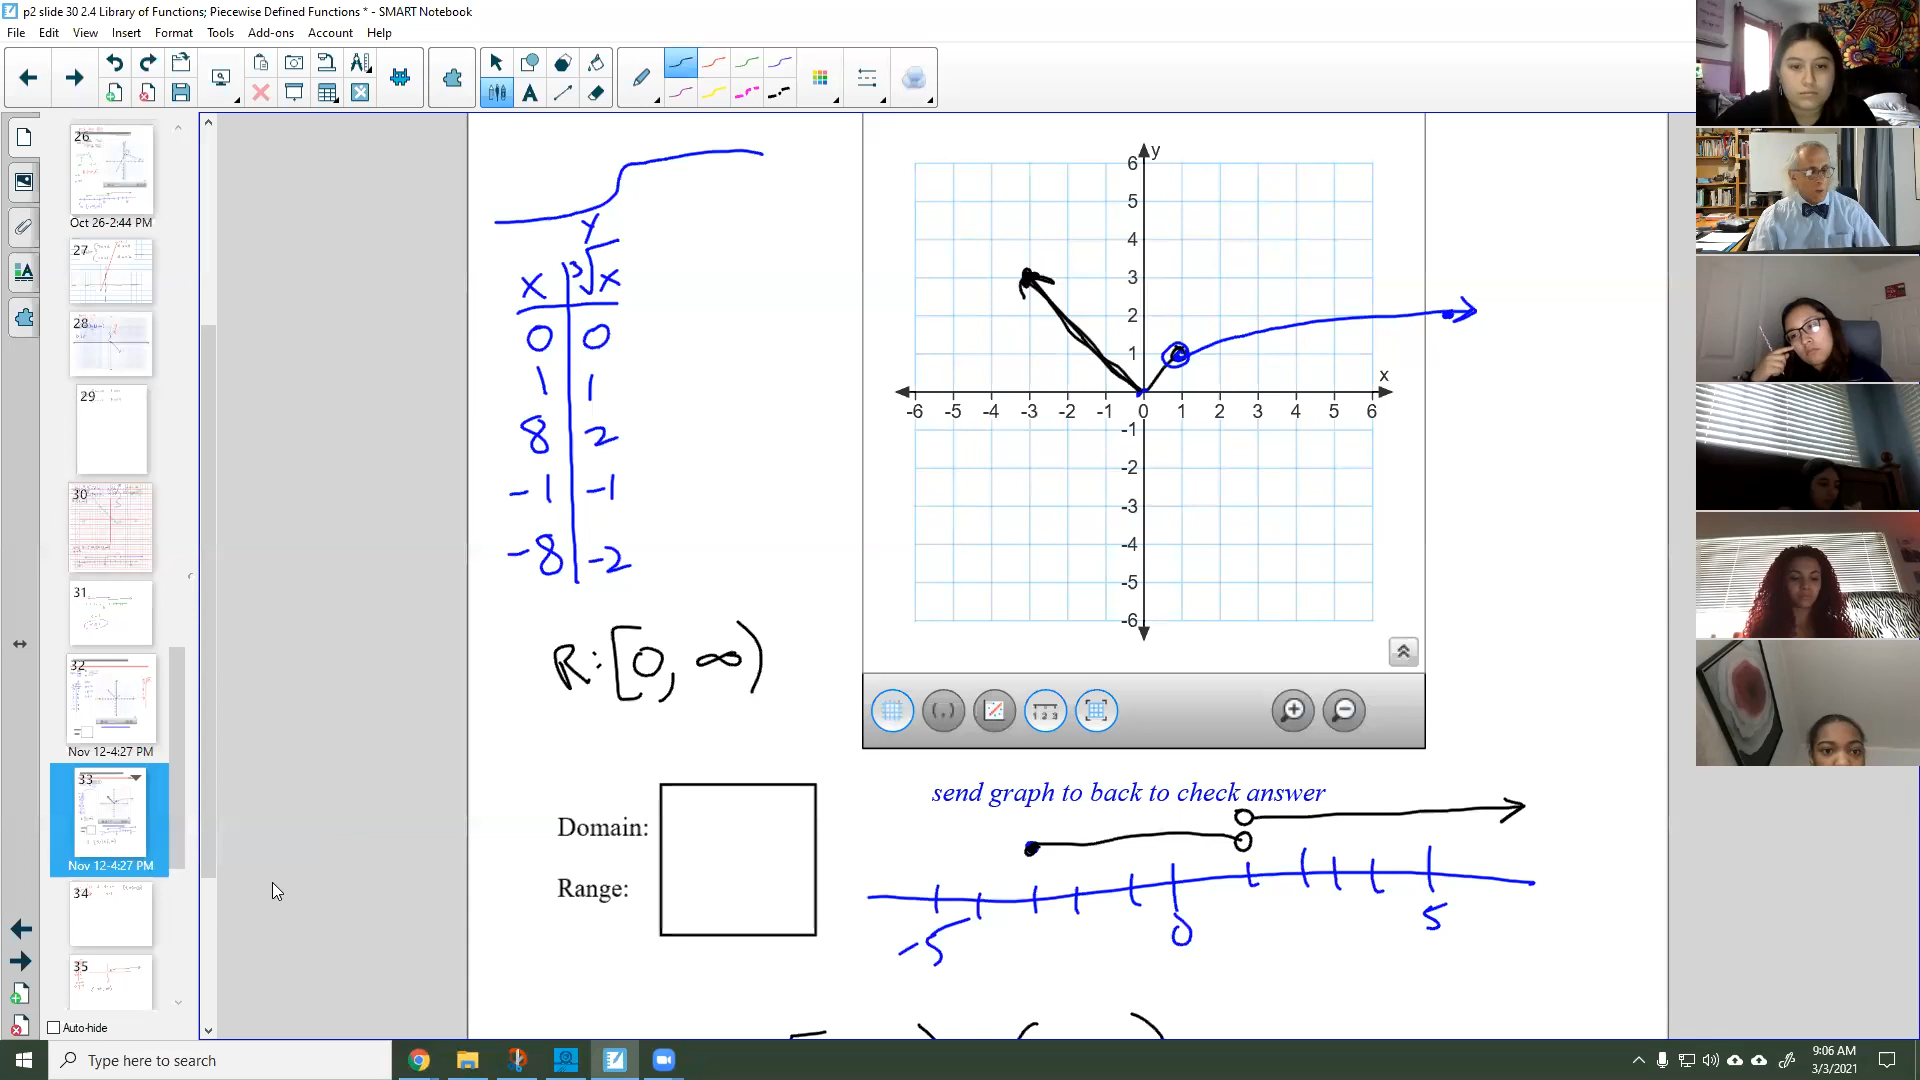 p2 slide 30 2.4 Library of Functions; Piecewise Defined Functions * - SMART Notebook
File Edit View Insert Format Tools Add-ons Account Help
26
Oct 26-2:44 PM
27
28
29
30
31
32
Nov 12-4:27 PM
33
Nov 12-4:27 PM
34
35
Auto-hide
y
x ∛x
0 0
1 1
8 2
-1 -1
-8 -2
R: [0, ∞)
y
6
5
4
3
2
1
x
-6 -5 -4 -3 -2 -1 0 1 2 3 4 5 6
-1
-2
-3
-4
-5
-6
(,)
1 2 3
send graph to back to check answer
Domain:
Range:
-5 0 5
Type here to search
9:06 AM
3/3/2021